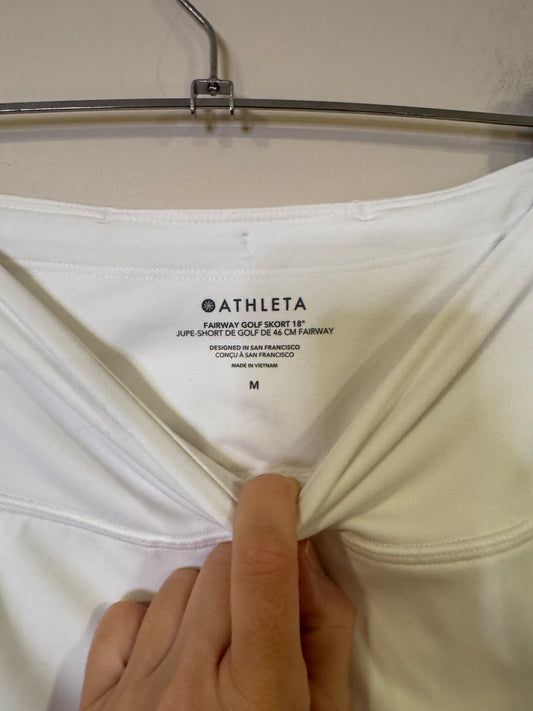 ATHLETA
FAIRWAY GOLF SKORT 18"
JUPE-SHORT DE GOLF DE 46 CM FAIRWAY
DESIGNED IN SAN FRANCISCO
CONÇU À SAN FRANCISCO
MADE IN VIETNAM
M